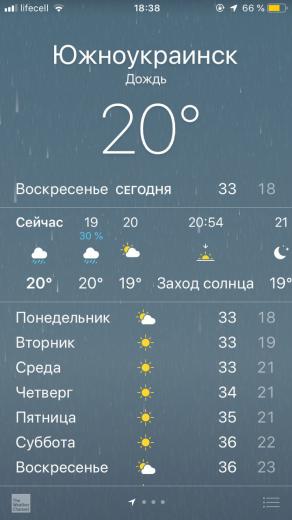 lifecell 18:38 66 %
Южноукраинск
Дождь
20°
Воскресенье СЕГОДНЯ 33 18
Сейчас 19 20 20:54 21
30 %
20° 20° 19° Заход солнца 19°
Понедельник 33 18
Вторник 33 19
Среда 33 21
Четверг 34 21
Пятница 35 21
Суббота 36 22
Воскресенье 36 23
The
Weather
Channel